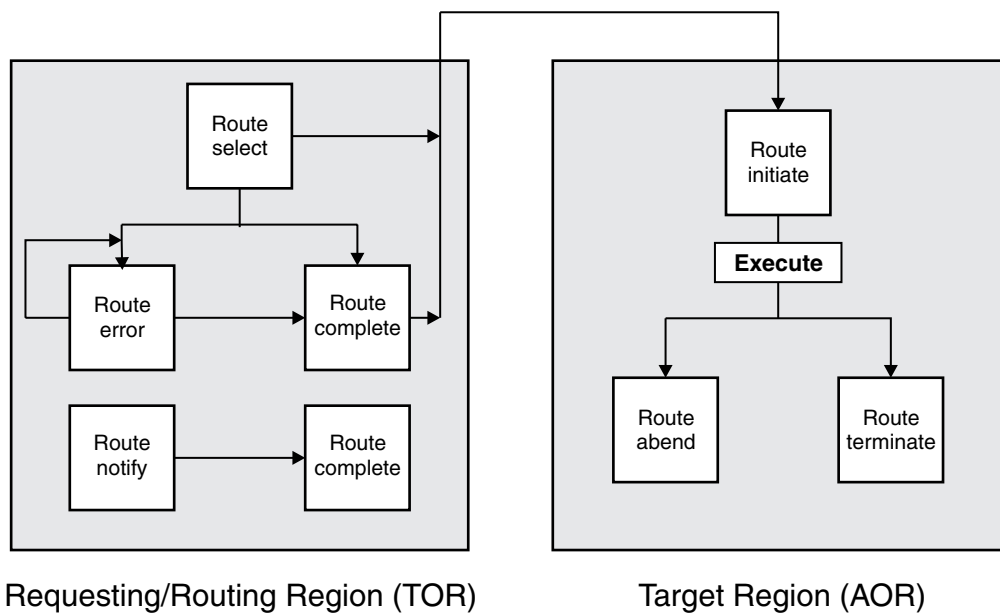 Route
select
Route
error
Route
complete
Route
notify
Route
complete
Route
initiate
Execute
Route
abend
Route
terminate
Requesting/Routing Region (TOR)
Target Region (AOR)